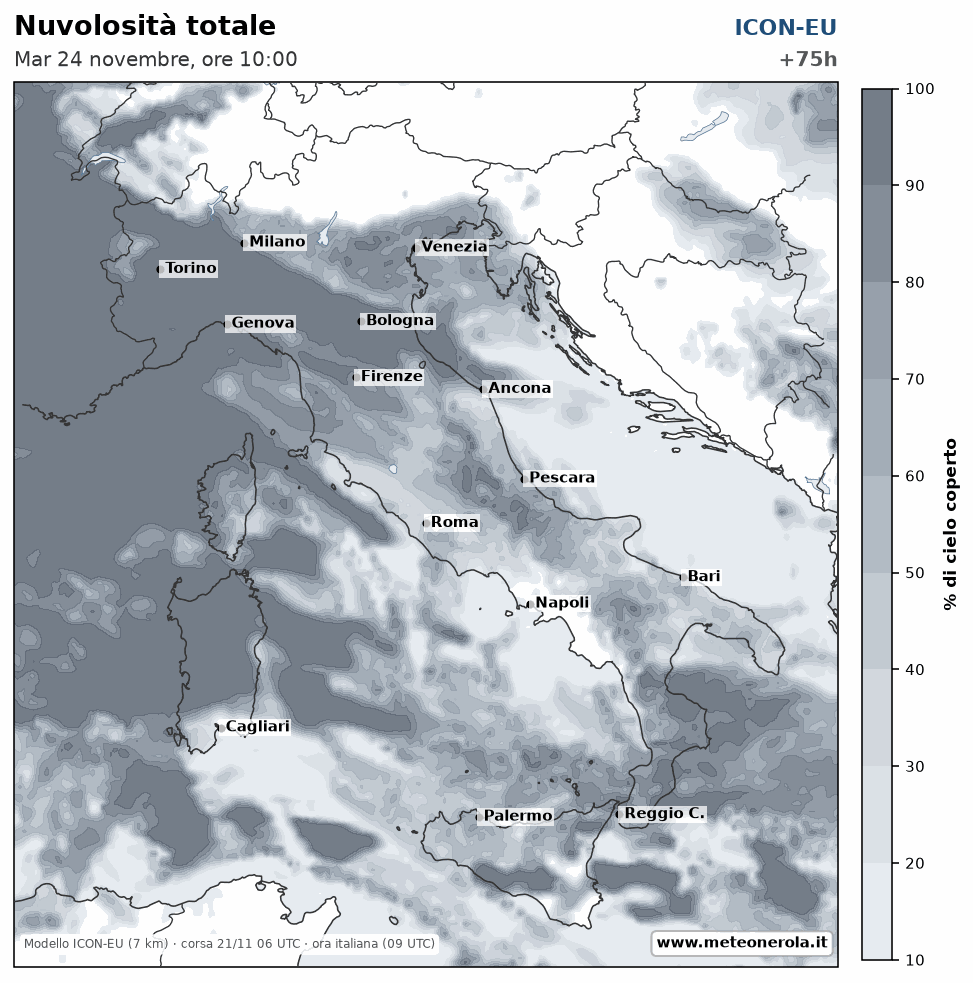 Nuvolosità totale
ICON-EU
Mar 24 novembre, ore 10:00
+75h
100
90
80
70
60
50
40
30
20
10
% di cielo coperto
Milano
Venezia
Torino
Genova
Bologna
Firenze
Ancona
Pescara
Roma
Bari
Napoli
Cagliari
Palermo
Reggio C.
Modello ICON-EU (7 km) · corsa 21/11 06 UTC · ora italiana (09 UTC)
www.meteonerola.it